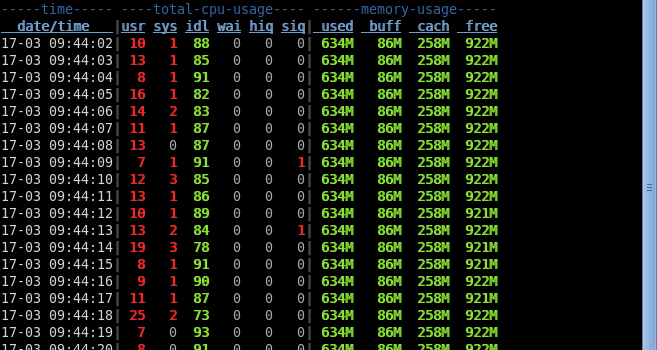 -----time----- ----total-cpu-usage---- ------memory-usage-----
  date/time   |usr sys idl wai hiq siq| used  buff  cach  free
17-03 09:44:02| 10   1  88   0   0   0| 634M   86M  258M  922M
17-03 09:44:03| 13   1  85   0   0   0| 634M   86M  258M  922M
17-03 09:44:04|  8   1  91   0   0   0| 634M   86M  258M  922M
17-03 09:44:05| 16   1  82   0   0   0| 634M   86M  258M  922M
17-03 09:44:06| 14   2  83   0   0   0| 634M   86M  258M  922M
17-03 09:44:07| 11   1  87   0   0   0| 634M   86M  258M  922M
17-03 09:44:08| 13   0  87   0   0   0| 634M   86M  258M  922M
17-03 09:44:09|  7   1  91   0   0   1| 634M   86M  258M  922M
17-03 09:44:10| 12   3  85   0   0   0| 634M   86M  258M  922M
17-03 09:44:11| 13   1  86   0   0   0| 634M   86M  258M  922M
17-03 09:44:12| 10   1  89   0   0   0| 634M   86M  258M  921M
17-03 09:44:13| 13   2  84   0   0   1| 634M   86M  258M  922M
17-03 09:44:14| 19   3  78   0   0   0| 634M   86M  258M  921M
17-03 09:44:15|  8   1  91   0   0   0| 634M   86M  258M  921M
17-03 09:44:16|  9   1  90   0   0   0| 634M   86M  258M  922M
17-03 09:44:17| 11   1  87   0   0   0| 634M   86M  258M  921M
17-03 09:44:18| 25   2  73   0   0   0| 634M   86M  258M  922M
17-03 09:44:19|  7   0  93   0   0   0| 634M   86M  258M  922M
17-03 09:44:20|  8   0  91   0   0   0| 634M   86M  258M  922M